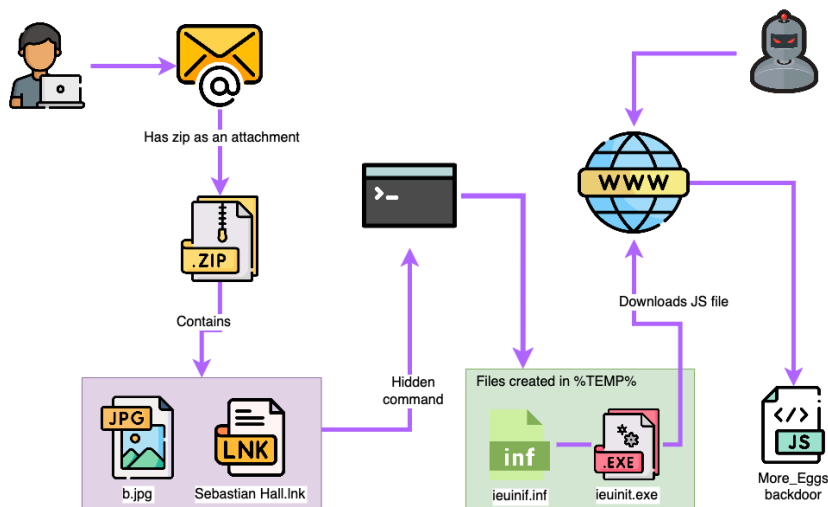 @
Has zip as an attachment
WWW
>_
.ZIP
Downloads JS file
Contains
Hidden
command
Files created in %TEMP%
JPG
LNK
inf
.EXE
</>
JS
b.jpg
Sebastian Hall.lnk
ieuinif.inf
ieuinit.exe
More_Eggs
backdoor